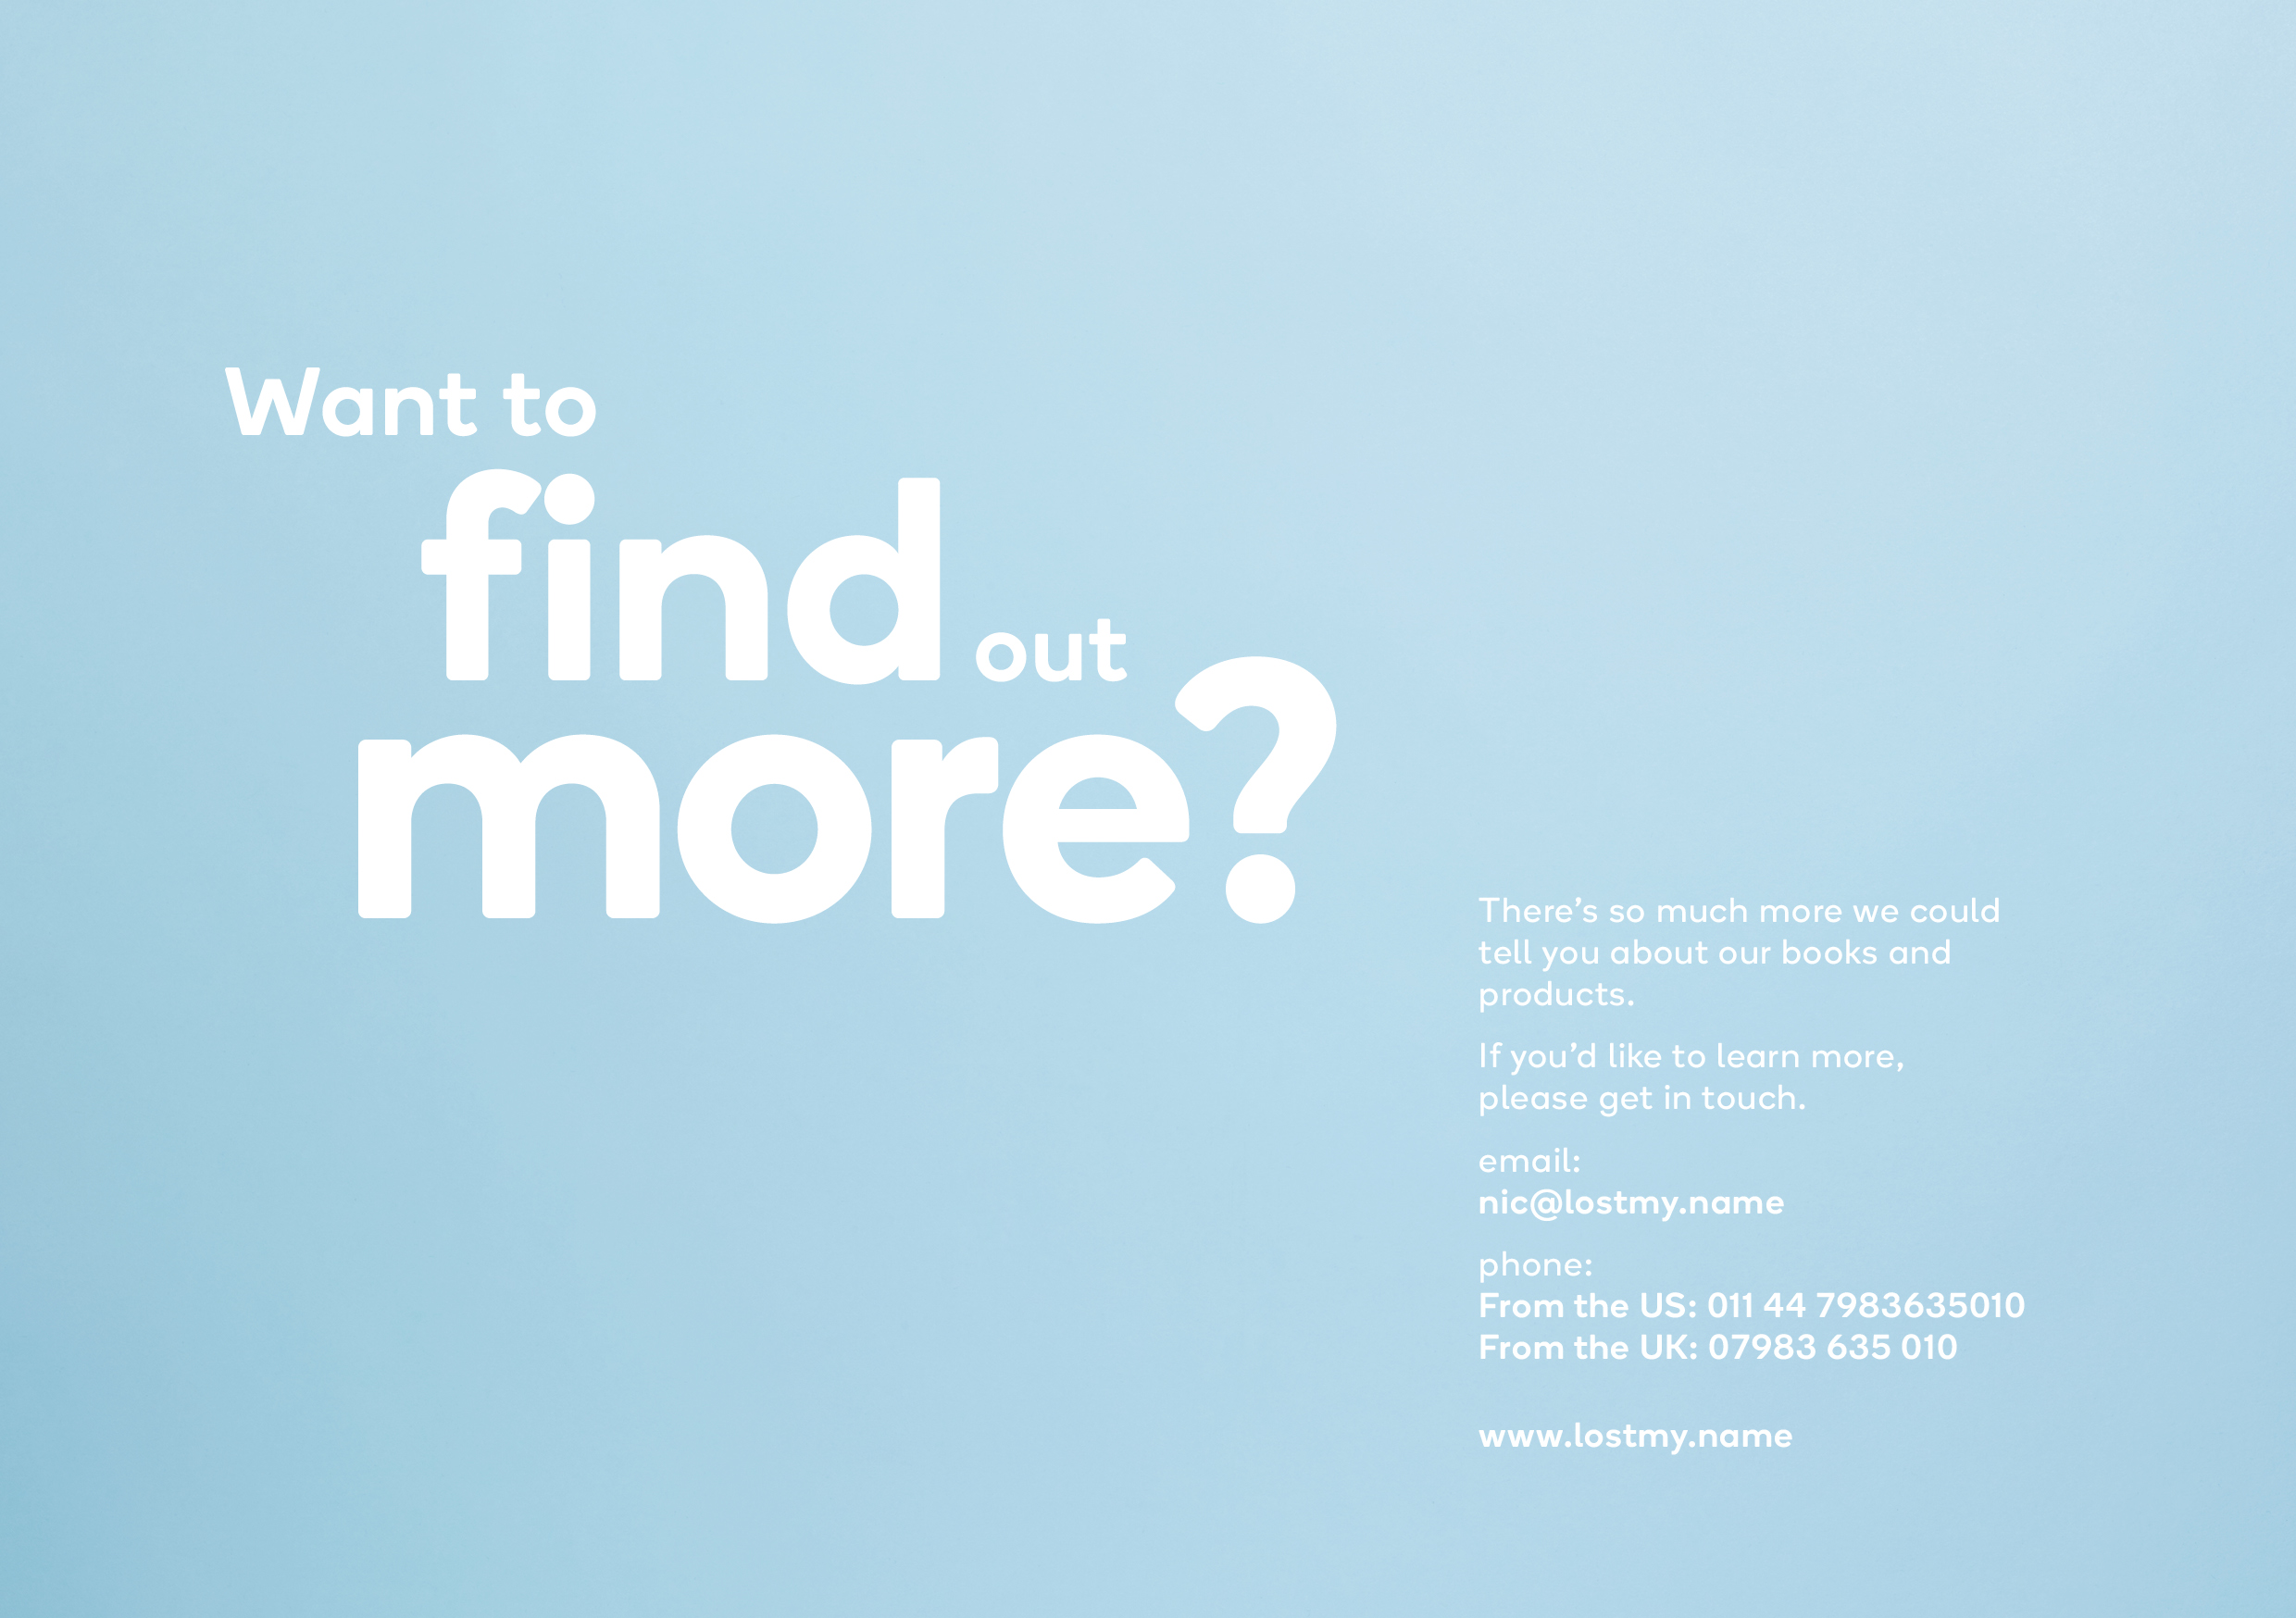 Want to
find out
more?
There’s so much more we could
tell you about our books and
products.
If you’d like to learn more,
please get in touch.
email:
nic@lostmy.name
phone:
From the US: 011 44 7983635010
From the UK: 07983 635 010
www.lostmy.name